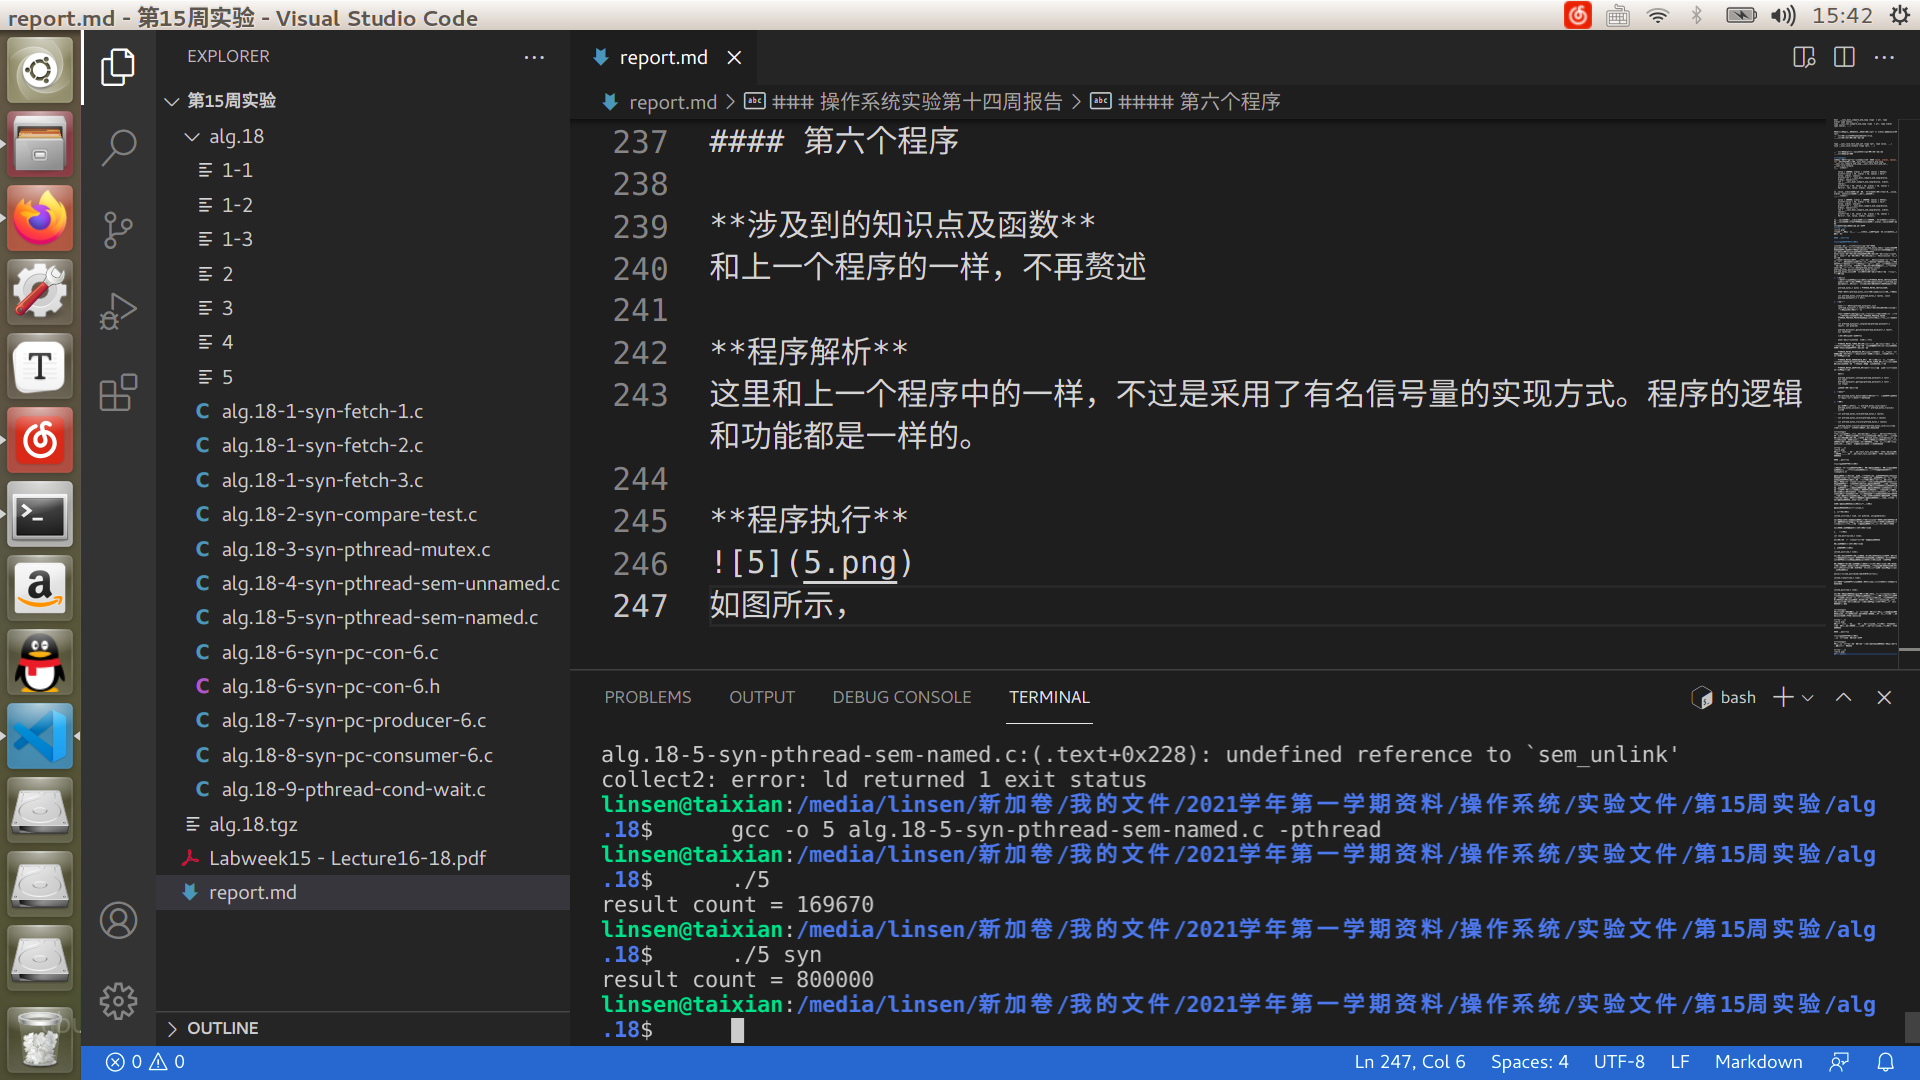 report.md - 第15周实验 - Visual Studio Code
15:42
EXPLORER
第15周实验
alg.18
1-1
1-2
1-3
2
3
4
5
C alg.18-1-syn-fetch-1.c
C alg.18-1-syn-fetch-2.c
C alg.18-1-syn-fetch-3.c
C alg.18-2-syn-compare-test.c
C alg.18-3-syn-pthread-mutex.c
C alg.18-4-syn-pthread-sem-unnamed.c
C alg.18-5-syn-pthread-sem-named.c
C alg.18-6-syn-pc-con-6.c
C alg.18-6-syn-pc-con-6.h
C alg.18-7-syn-pc-producer-6.c
C alg.18-8-syn-pc-consumer-6.c
C alg.18-9-pthread-cond-wait.c
alg.18.tgz
Labweek15 - Lecture16-18.pdf
report.md
OUTLINE
report.md
report.md > abc ### 操作系统实验第十四周报告 > abc #### 第六个程序
237 #### 第六个程序
238
239 **涉及到的知识点及函数**
240 和上一个程序的一样，不再赘述
241
242 **程序解析**
243 这里和上一个程序中的一样，不过是采用了有名信号量的实现方式。程序的逻辑
和功能都是一样的。
244
245 **程序执行**
246 ![5](5.png)
247 如图所示，
PROBLEMS OUTPUT DEBUG CONSOLE TERMINAL bash
alg.18-5-syn-pthread-sem-named.c:(.text+0x228): undefined reference to `sem_unlink'
collect2: error: ld returned 1 exit status
linsen@taixian:/media/linsen/新加卷/我的文件/2021学年第一学期资料/操作系统/实验文件/第15周实验/alg
.18$ gcc -o 5 alg.18-5-syn-pthread-sem-named.c -pthread
linsen@taixian:/media/linsen/新加卷/我的文件/2021学年第一学期资料/操作系统/实验文件/第15周实验/alg
.18$ ./5
result count = 169670
linsen@taixian:/media/linsen/新加卷/我的文件/2021学年第一学期资料/操作系统/实验文件/第15周实验/alg
.18$ ./5 syn
result count = 800000
linsen@taixian:/media/linsen/新加卷/我的文件/2021学年第一学期资料/操作系统/实验文件/第15周实验/alg
.18$
0 0
Ln 247, Col 6 Spaces: 4 UTF-8 LF Markdown